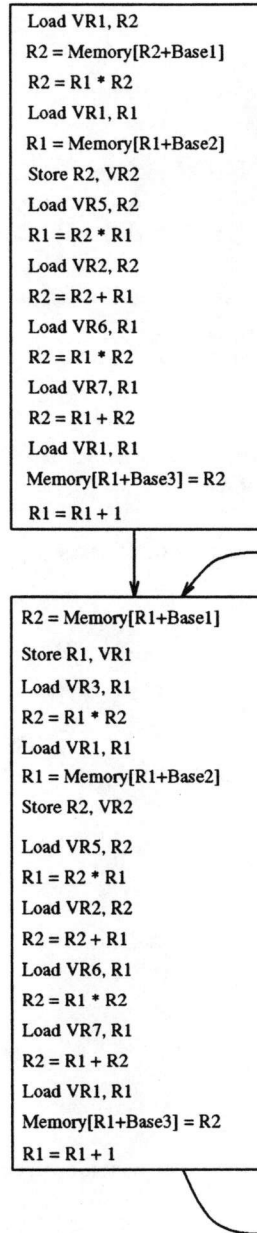 Load VR1, R2
R2 = Memory[R2+Base1]
R2 = R1 * R2
Load VR1, R1
R1 = Memory[R1+Base2]
Store R2, VR2
Load VR5, R2
R1 = R2 * R1
Load VR2, R2
R2 = R2 + R1
Load VR6, R1
R2 = R1 * R2
Load VR7, R1
R2 = R1 + R2
Load VR1, R1
Memory[R1+Base3] = R2
R1 = R1 + 1
R2 = Memory[R1+Base1]
Store R1, VR1
Load VR3, R1
R2 = R1 * R2
Load VR1, R1
R1 = Memory[R1+Base2]
Store R2, VR2
Load VR5, R2
R1 = R2 * R1
Load VR2, R2
R2 = R2 + R1
Load VR6, R1
R2 = R1 * R2
Load VR7, R1
R2 = R1 + R2
Load VR1, R1
Memory[R1+Base3] = R2
R1 = R1 + 1